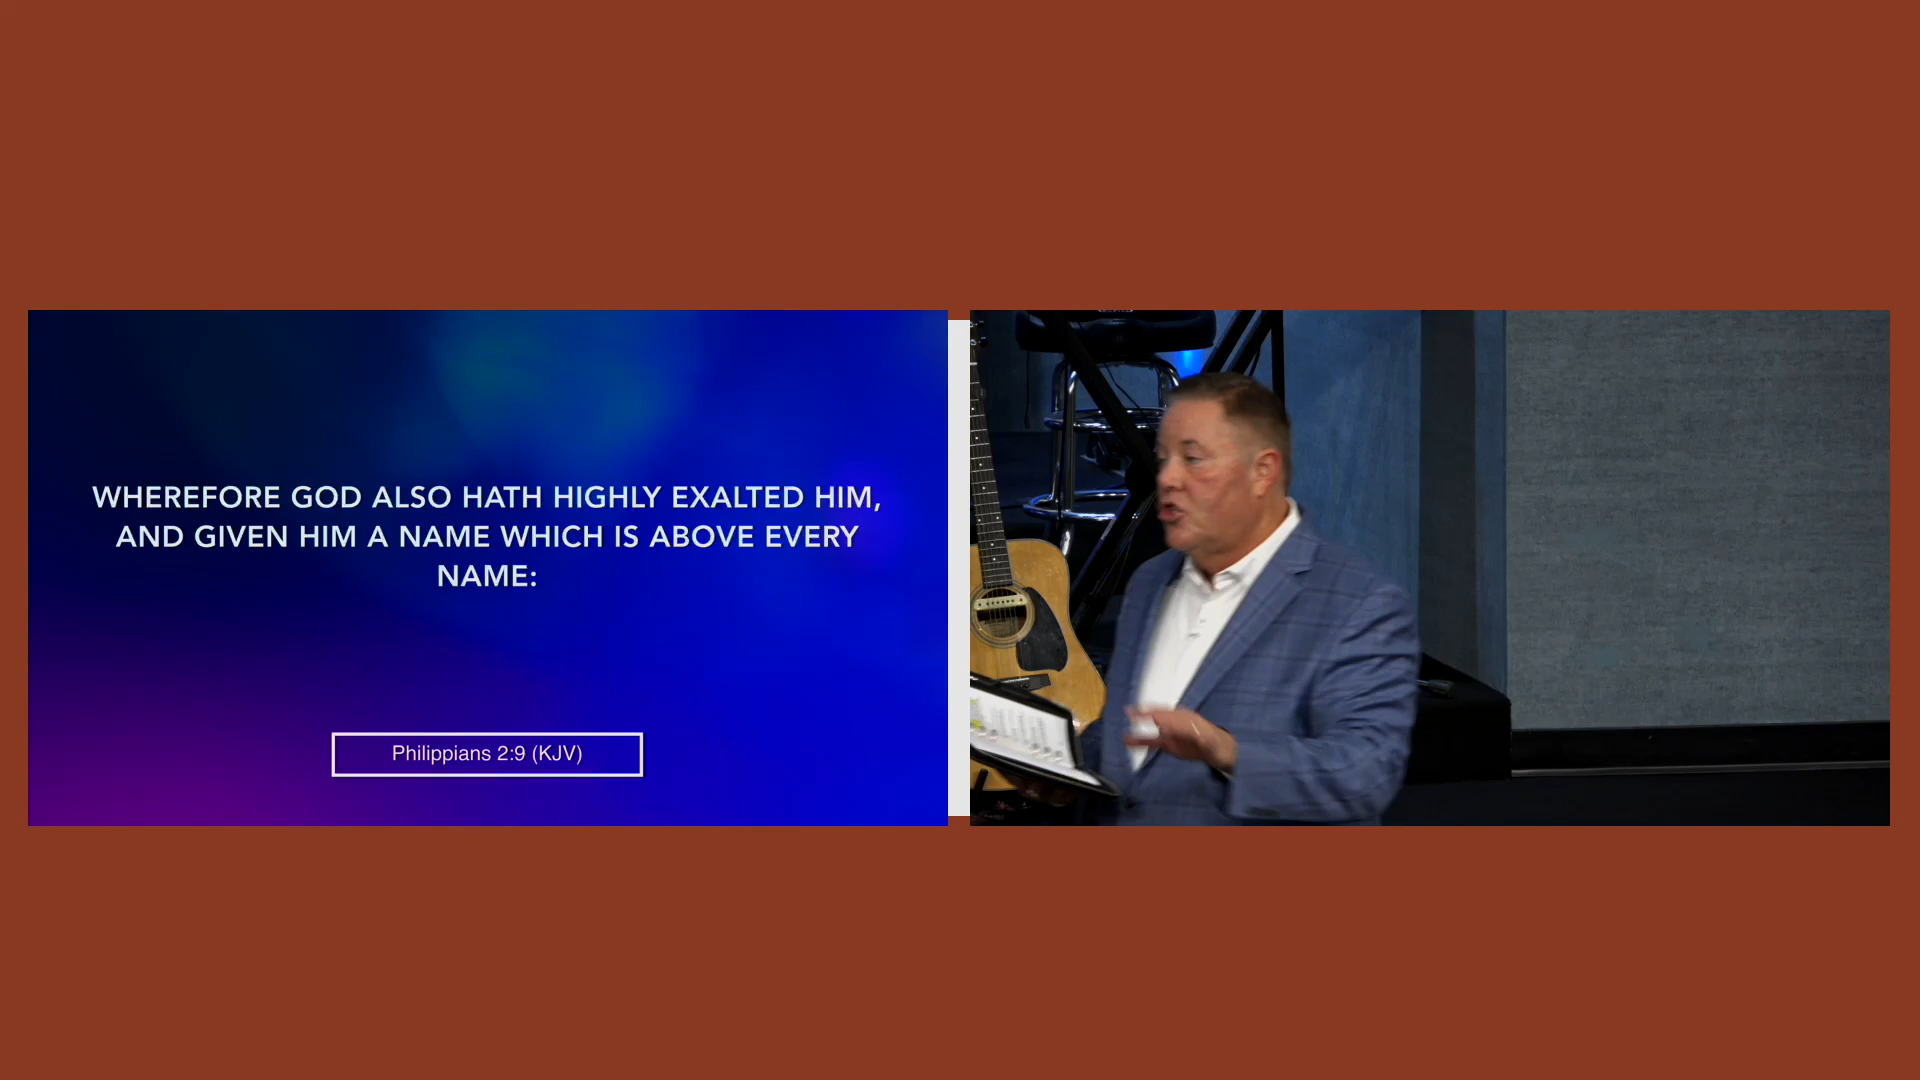 WHEREFORE GOD ALSO HATH HIGHLY EXALTED HIM,
AND GIVEN HIM A NAME WHICH IS ABOVE EVERY
NAME:
Philippians 2:9 (KJV)